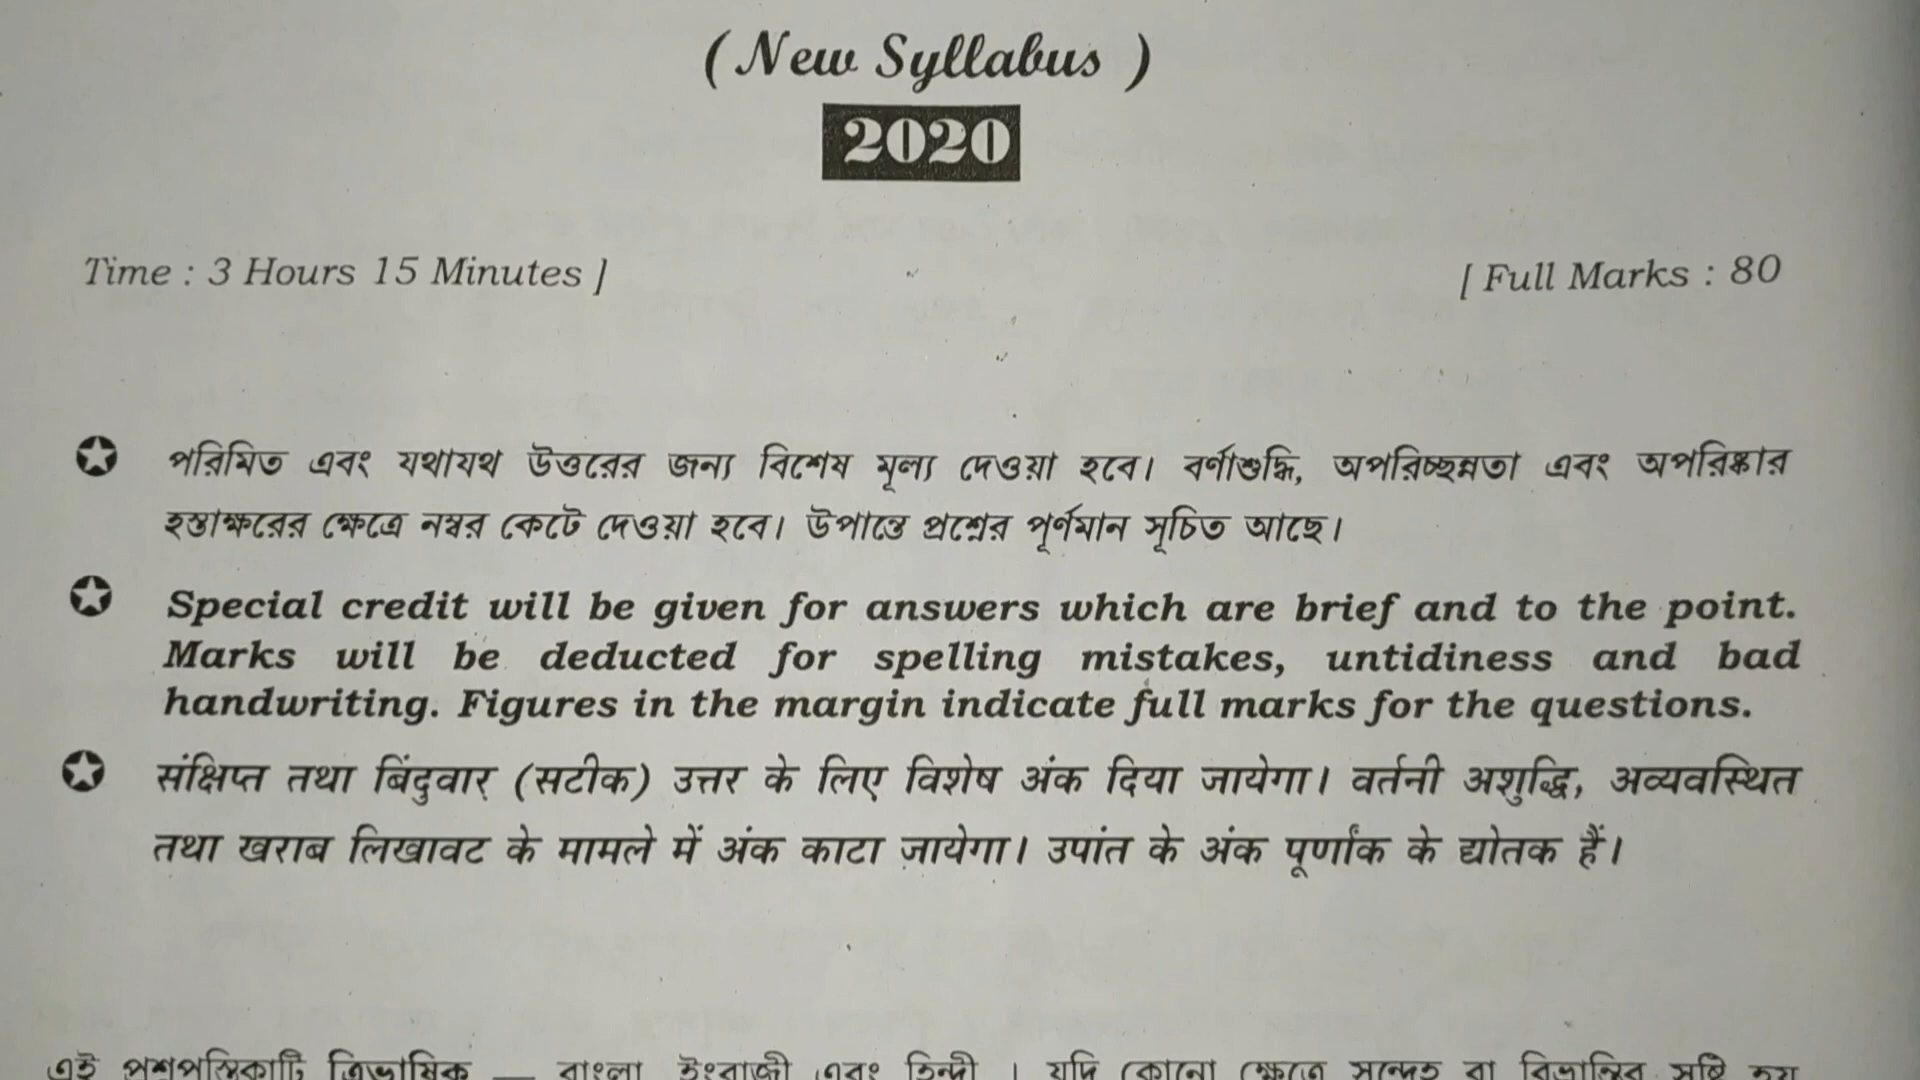 ( New Syllabus )
2020
Time : 3 Hours 15 Minutes ] [ Full Marks : 80
পরিমিত এবং যথাযথ উত্তরের জন্য বিশেষ মূল্য দেওয়া হবে। বর্ণাশুদ্ধি, অপরিচ্ছন্নতা এবং অপরিষ্কার
হস্তাক্ষরের ক্ষেত্রে নম্বর কেটে দেওয়া হবে। উপান্তে প্রশ্নের পূর্ণমান সূচিত আছে।
Special credit will be given for answers which are brief and to the point.
Marks will be deducted for spelling mistakes, untidiness and bad
handwriting. Figures in the margin indicate full marks for the questions.
संक्षिप्त तथा बिंदुवार (सटीक) उत्तर के लिए विशेष अंक दिया जायेगा। वर्तनी अशुद्धि, अव्यवस्थित
तथा खराब लिखावट के मामले में अंक काटा जायेगा। उपांत के अंक पूर्णांक के द्योतक हैं।
এই প্রশ্নপুস্তিকাটি ত্রিভাষিক — বাংলা ইংরাজী এবং হিন্দী । যদি কোনো ক্ষেত্রে সন্দেহ বা বিভ্রান্তির সৃষ্টি হয়